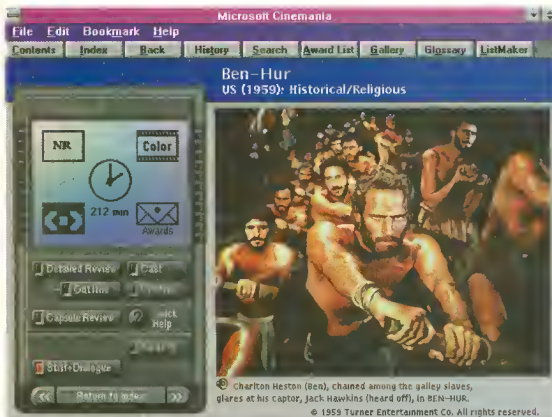 Microsoft Cinemania
File Edit Bookmark Help
Contents Index Back History Search Award List Gallery Glossary ListMaker
Ben-Hur
US (1959): Historical/Religious
NR
Color
212 min
Awards
Detailed Review Cast
Outline
Capsule Review
Help
Still+Dialogue
Return to Index
Charlton Heston (Ben), chained among the galley slaves,
glares at his captor, Jack Hawkins (heard off), in BEN-HUR.
© 1959 Turner Entertainment Co. All rights reserved.